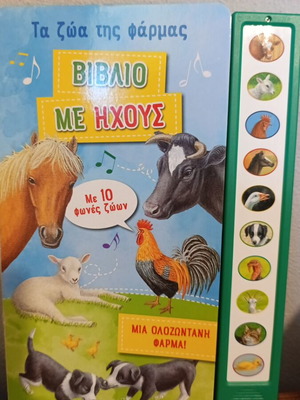 Τα ζώα της φάρμας
ΒΙΒΛΙΟ
ΜΕ ΗΧΟΥΣ
Με 10
φωνές ζώων
ΜΙΑ ΟΛΟΖΩΝΤΑΝΗ
ΦΑΡΜΑ!